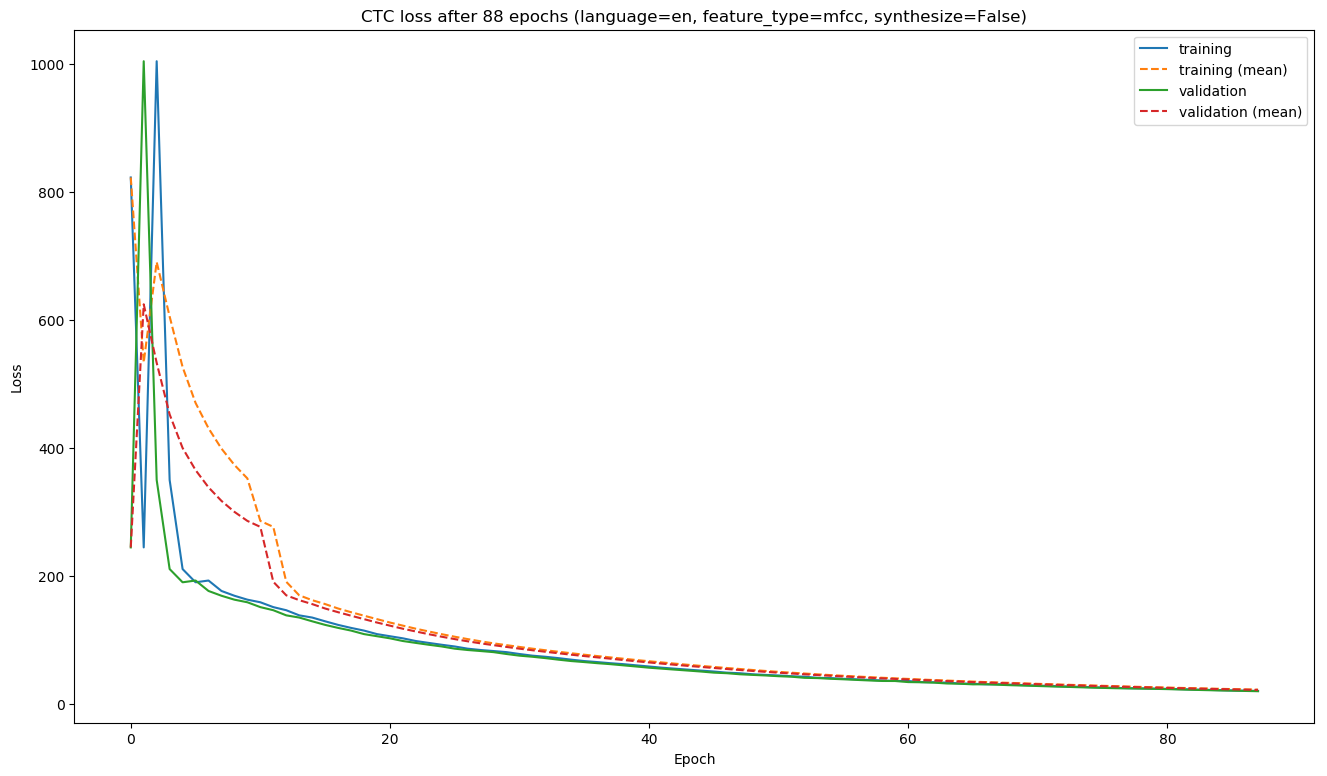 CTC loss after 88 epochs (language=en, feature_type=mfcc, synthesize=False)
training
training (mean)
validation
validation (mean)
1000
800
600
400
200
0
Loss
0 20 40 60 80
Epoch